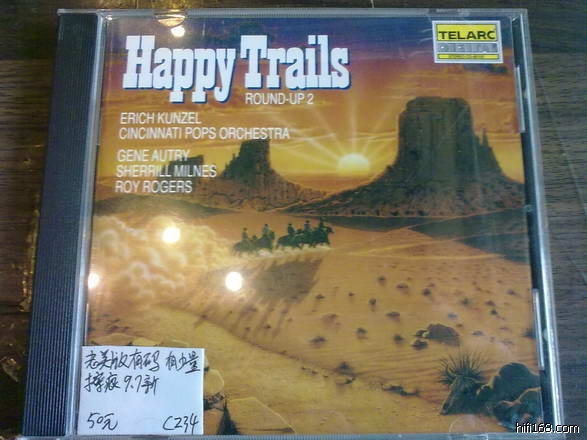 Happy Trails
ROUND-UP 2
TELARC
DIGITAL
ERICH KUNZEL
CINCINNATI POPS ORCHESTRA
GENE AUTRY
SHERRILL MILNES
ROY ROGERS
老美版有码 有少量
擦痕 9.7新
50元 C234
hifi168.com